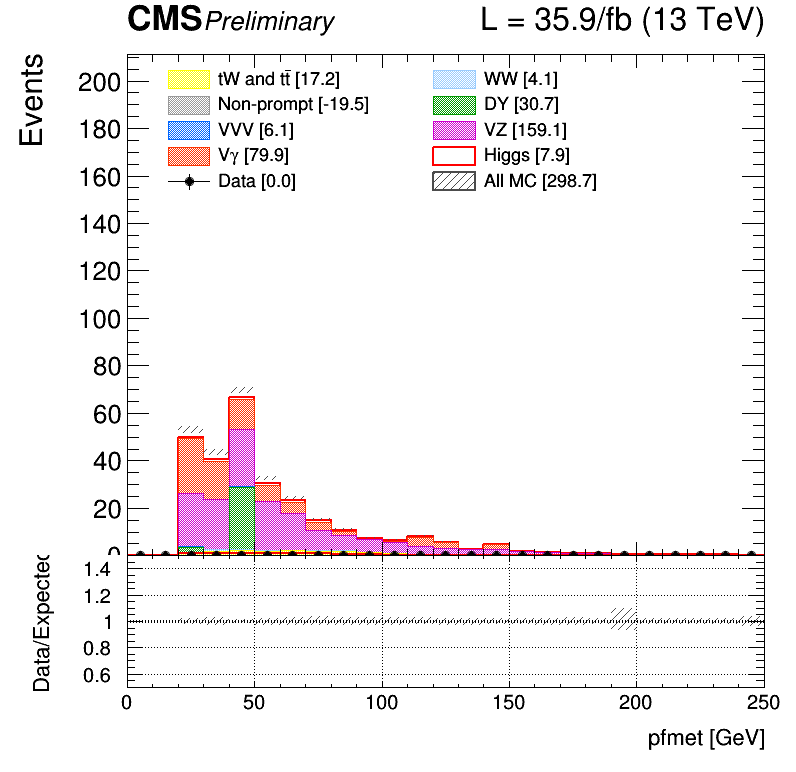 CMS Preliminary L = 35.9/fb (13 TeV)
Events
200
180
160
140
120
100
80
60
40
20
0
tW and tt̄ [17.2]
Non-prompt [-19.5]
VVV [6.1]
Vγ [79.9]
Data [0.0]
WW [4.1]
DY [30.7]
VZ [159.1]
Higgs [7.9]
All MC [298.7]
Data/Expected
1.4
1.2
1
0.8
0.6
0 50 100 150 200 250
pfmet [GeV]